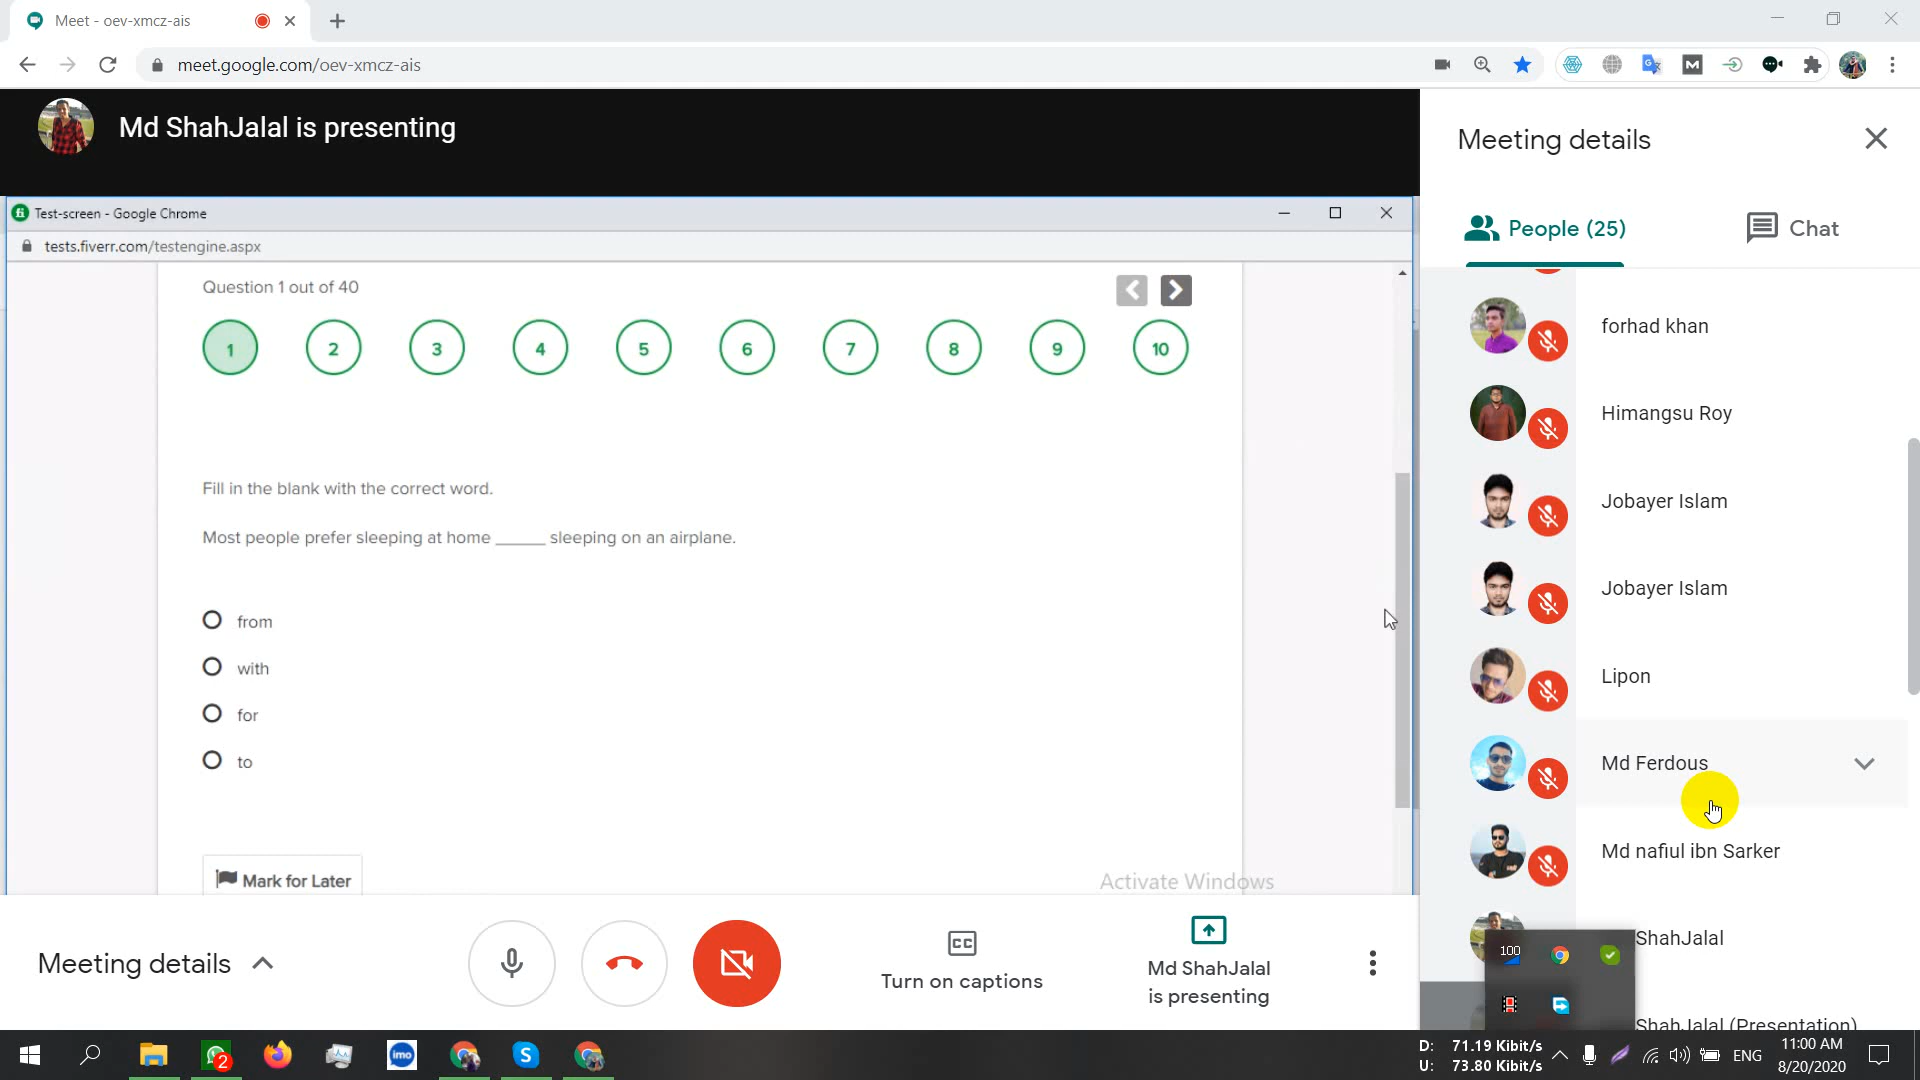 Meet - oev-xmcz-ais
meet.google.com/oev-xmcz-ais
Md ShahJalal is presenting
Test-screen - Google Chrome
tests.fiverr.com/testengine.aspx
Question 1 out of 40
1 2 3 4 5 6 7 8 9 10
Fill in the blank with the correct word.
Most people prefer sleeping at home _____ sleeping on an airplane.
from
with
for
to
Mark for Later
Activate Windows
Meeting details
People (25)
Chat
forhad khan
Himangsu Roy
Jobayer Islam
Jobayer Islam
Lipon
Md Ferdous
Md nafiul ibn Sarker
ShahJalal
ShahJalal (Presentation)
100
Meeting details
Turn on captions
Md ShahJalal
is presenting
2
imo
D: 71.19 Kibit/s
U: 73.80 Kibit/s
ENG
11:00 AM
8/20/2020